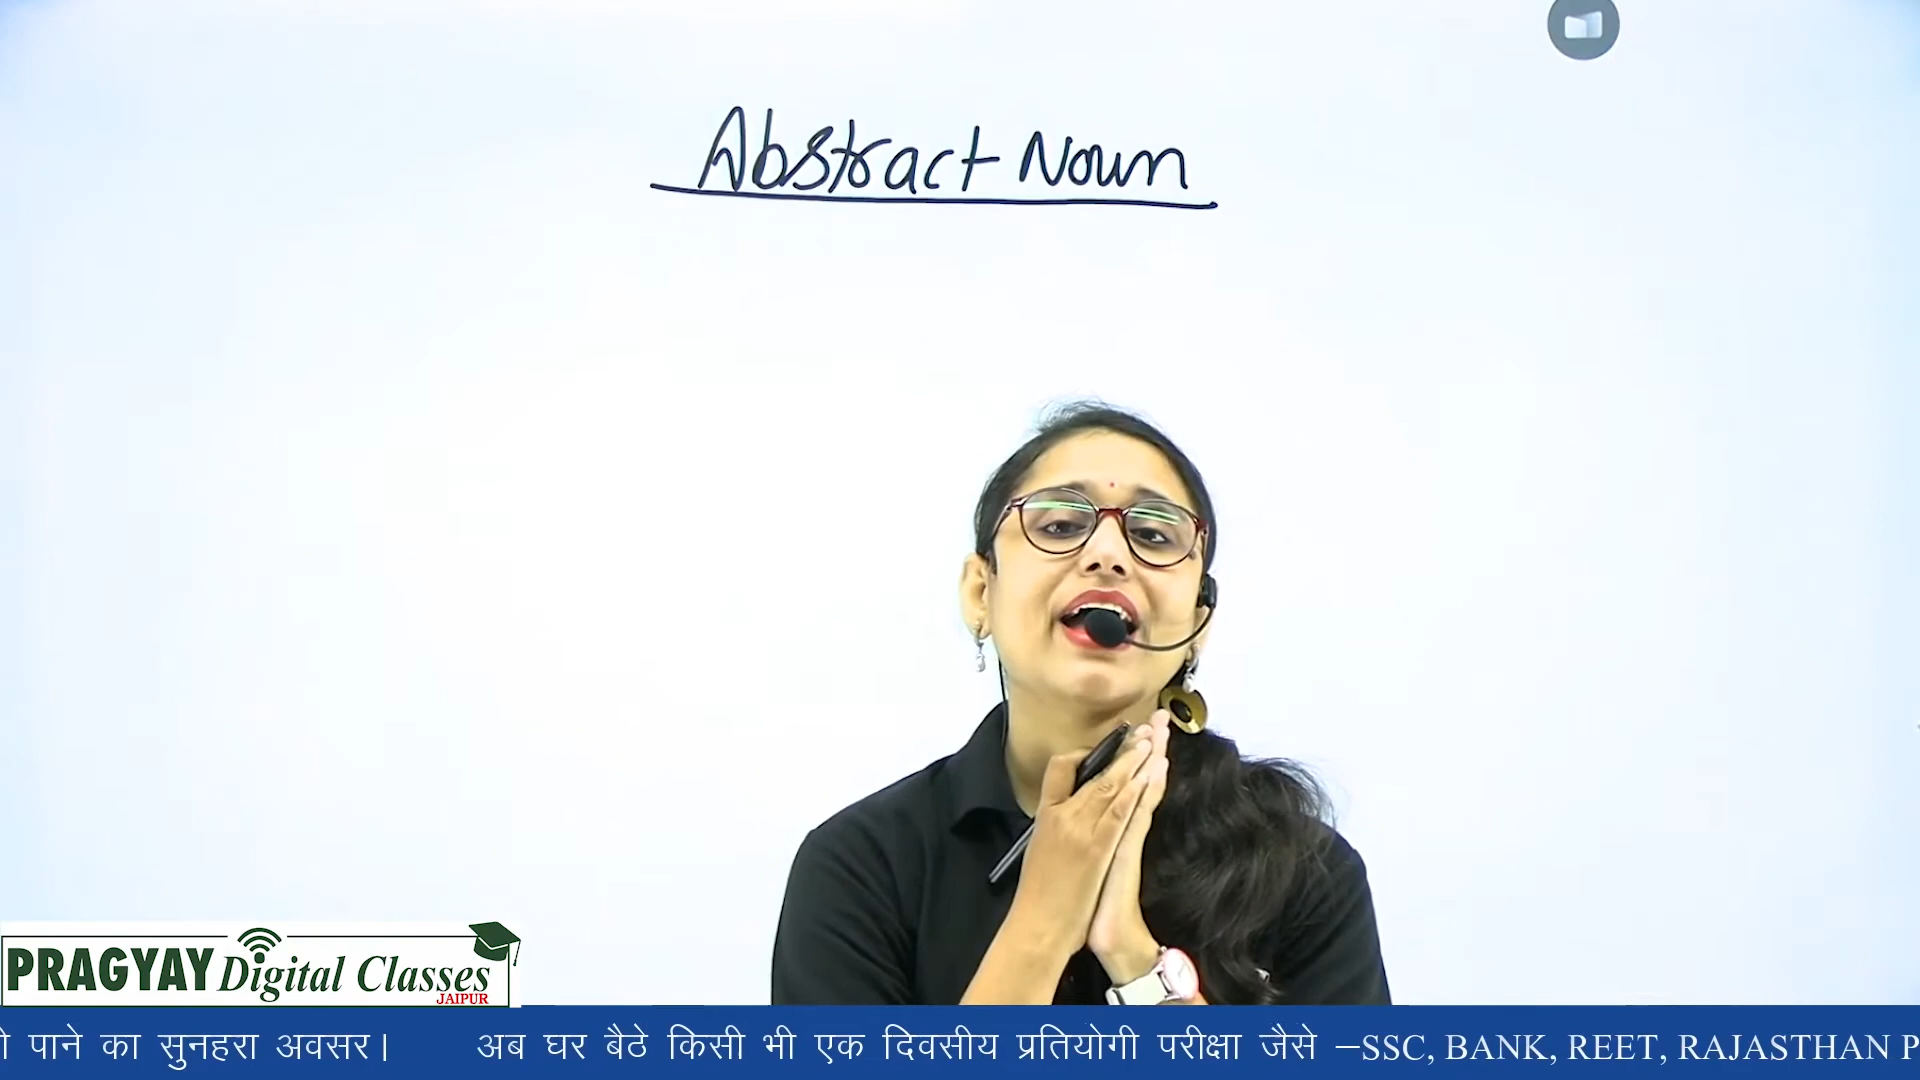 Abstract Noun
PRAGYAY Digital Classes
JAIPUR
पाने का सुनहरा अवसर। अब घर बैठे किसी भी एक दिवसीय प्रतियोगी परीक्षा जैसे –SSC, BANK, REET, RAJASTHAN P